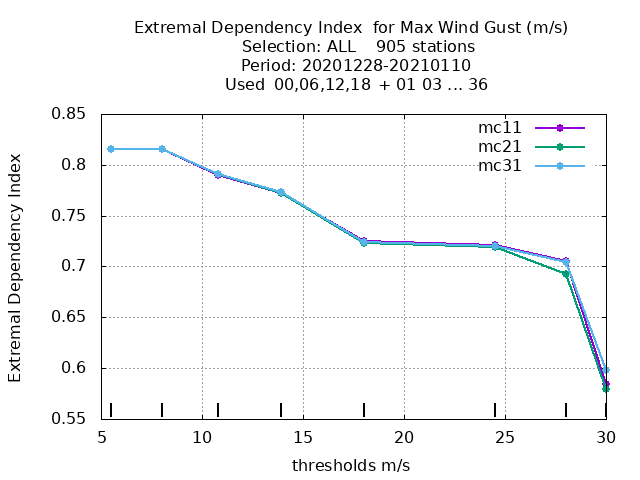 Extremal Dependency Index  for Max Wind Gust (m/s)
Selection: ALL    905 stations
Period: 20201228-20210110
Used  00,06,12,18  + 01 03 ... 36
mc11
mc21
mc31
0.85
0.8
0.75
0.7
0.65
0.6
0.55
Extremal Dependency Index
5 10 15 20 25 30
thresholds m/s